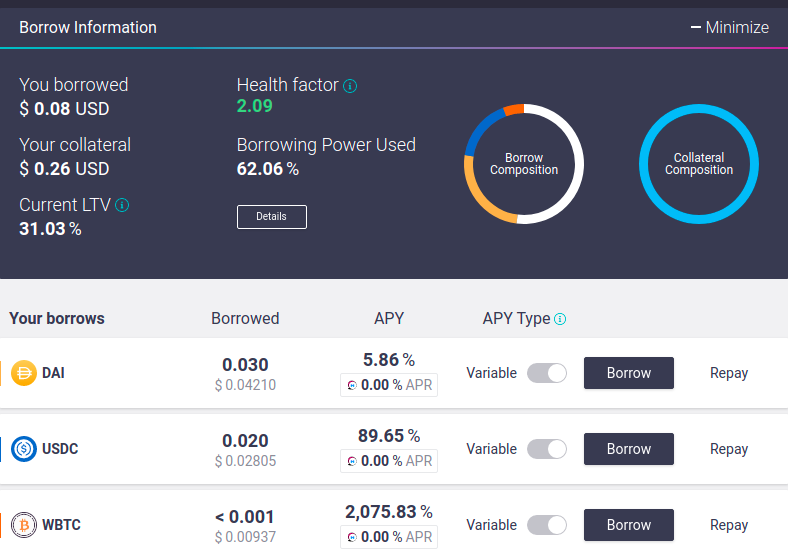 Borrow Information
Minimize
You borrowed
$ 0.08 USD
Health factor
2.09
Your collateral
$ 0.26 USD
Borrowing Power Used
62.06 %
Current LTV
31.03 %
Details
Borrow
Composition
Collateral
Composition
Your borrows Borrowed APY APY Type
DAI
0.030
$ 0.04210
5.86 %
0.00 % APR
Variable
Borrow
Repay
USDC
0.020
$ 0.02805
89.65 %
0.00 % APR
Variable
Borrow
Repay
WBTC
< 0.001
$ 0.00937
2,075.83 %
0.00 % APR
Variable
Borrow
Repay